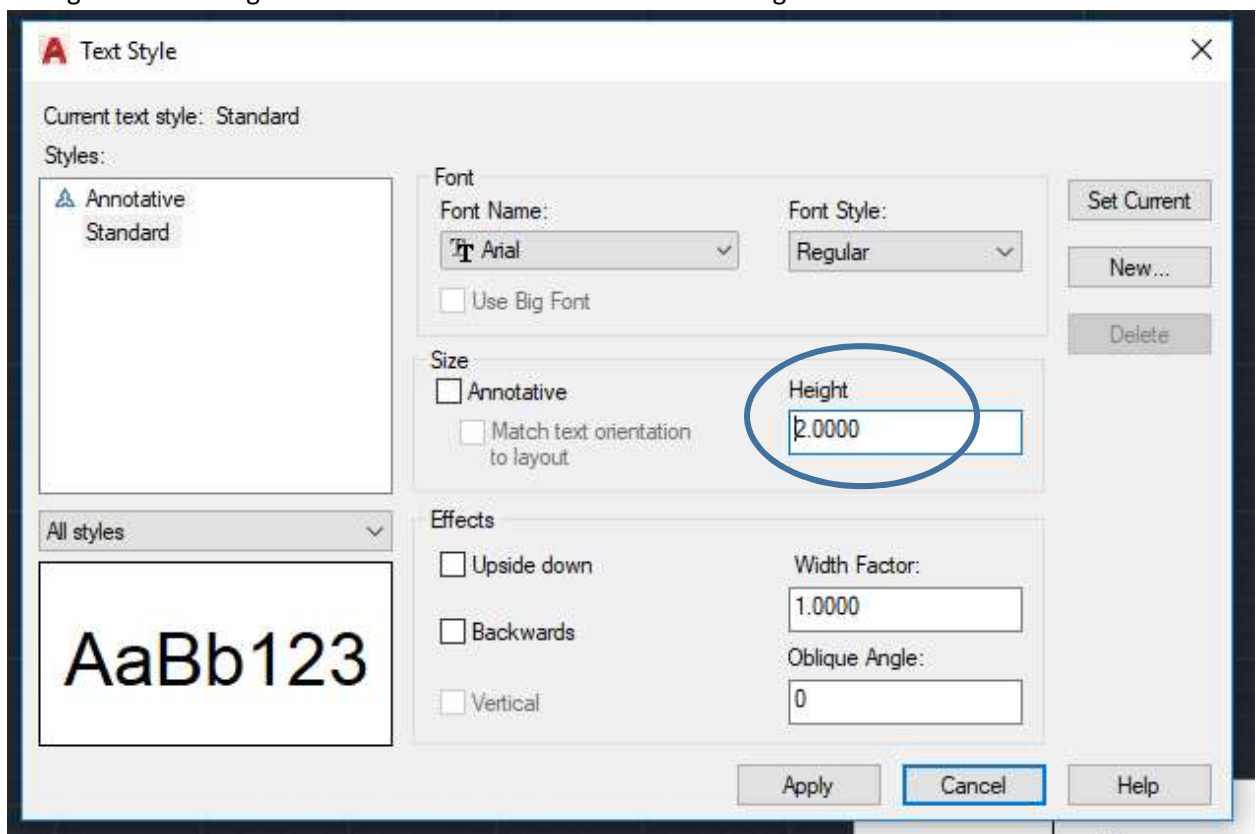 Text Style
Current text style: Standard
Styles:
Annotative
Standard
All styles
AaBb123
Font
Font Name:
Arial
Use Big Font
Font Style:
Regular
Size
Annotative
Match text orientation
to layout
Height
2.0000
Effects
Upside down
Backwards
Vertical
Width Factor:
1.0000
Oblique Angle:
0
Set Current
New...
Delete
Apply
Cancel
Help